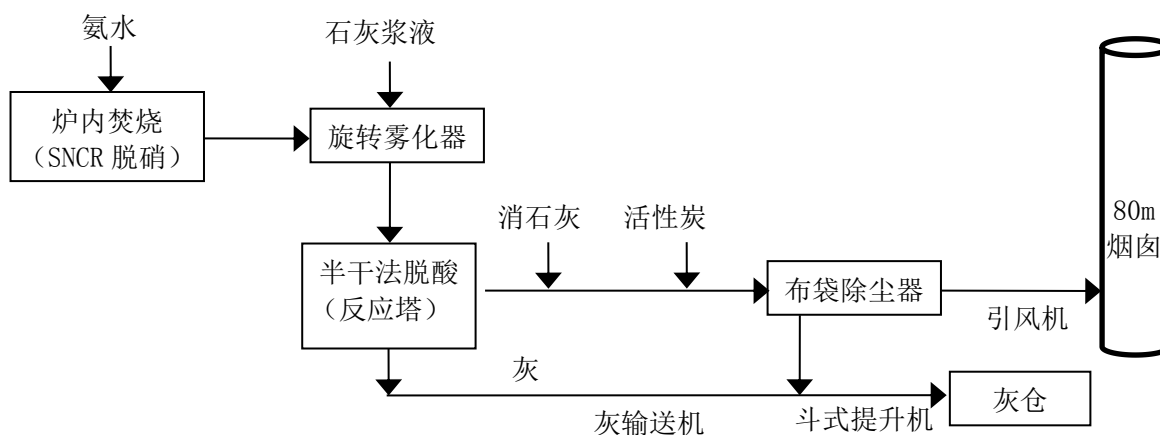 氨水
石灰浆液
炉内焚烧
（SNCR 脱硝）
旋转雾化器
消石灰
活性炭
80m
烟囱
半干法脱酸
（反应塔）
布袋除尘器
引风机
灰
灰输送机
斗式提升机
灰仓